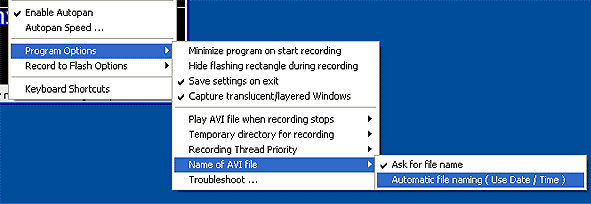 Enable Autopan
Autopan Speed ...
Program Options
Record to Flash Options
Keyboard Shortcuts
Minimize program on start recording
Hide flashing rectangle during recording
Save settings on exit
Capture translucent/layered Windows
Play AVI file when recording stops
Temporary directory for recording
Recording Thread Priority
Name of AVI file
Troubleshoot ...
Ask for file name
Automatic file naming ( Use Date / Time )